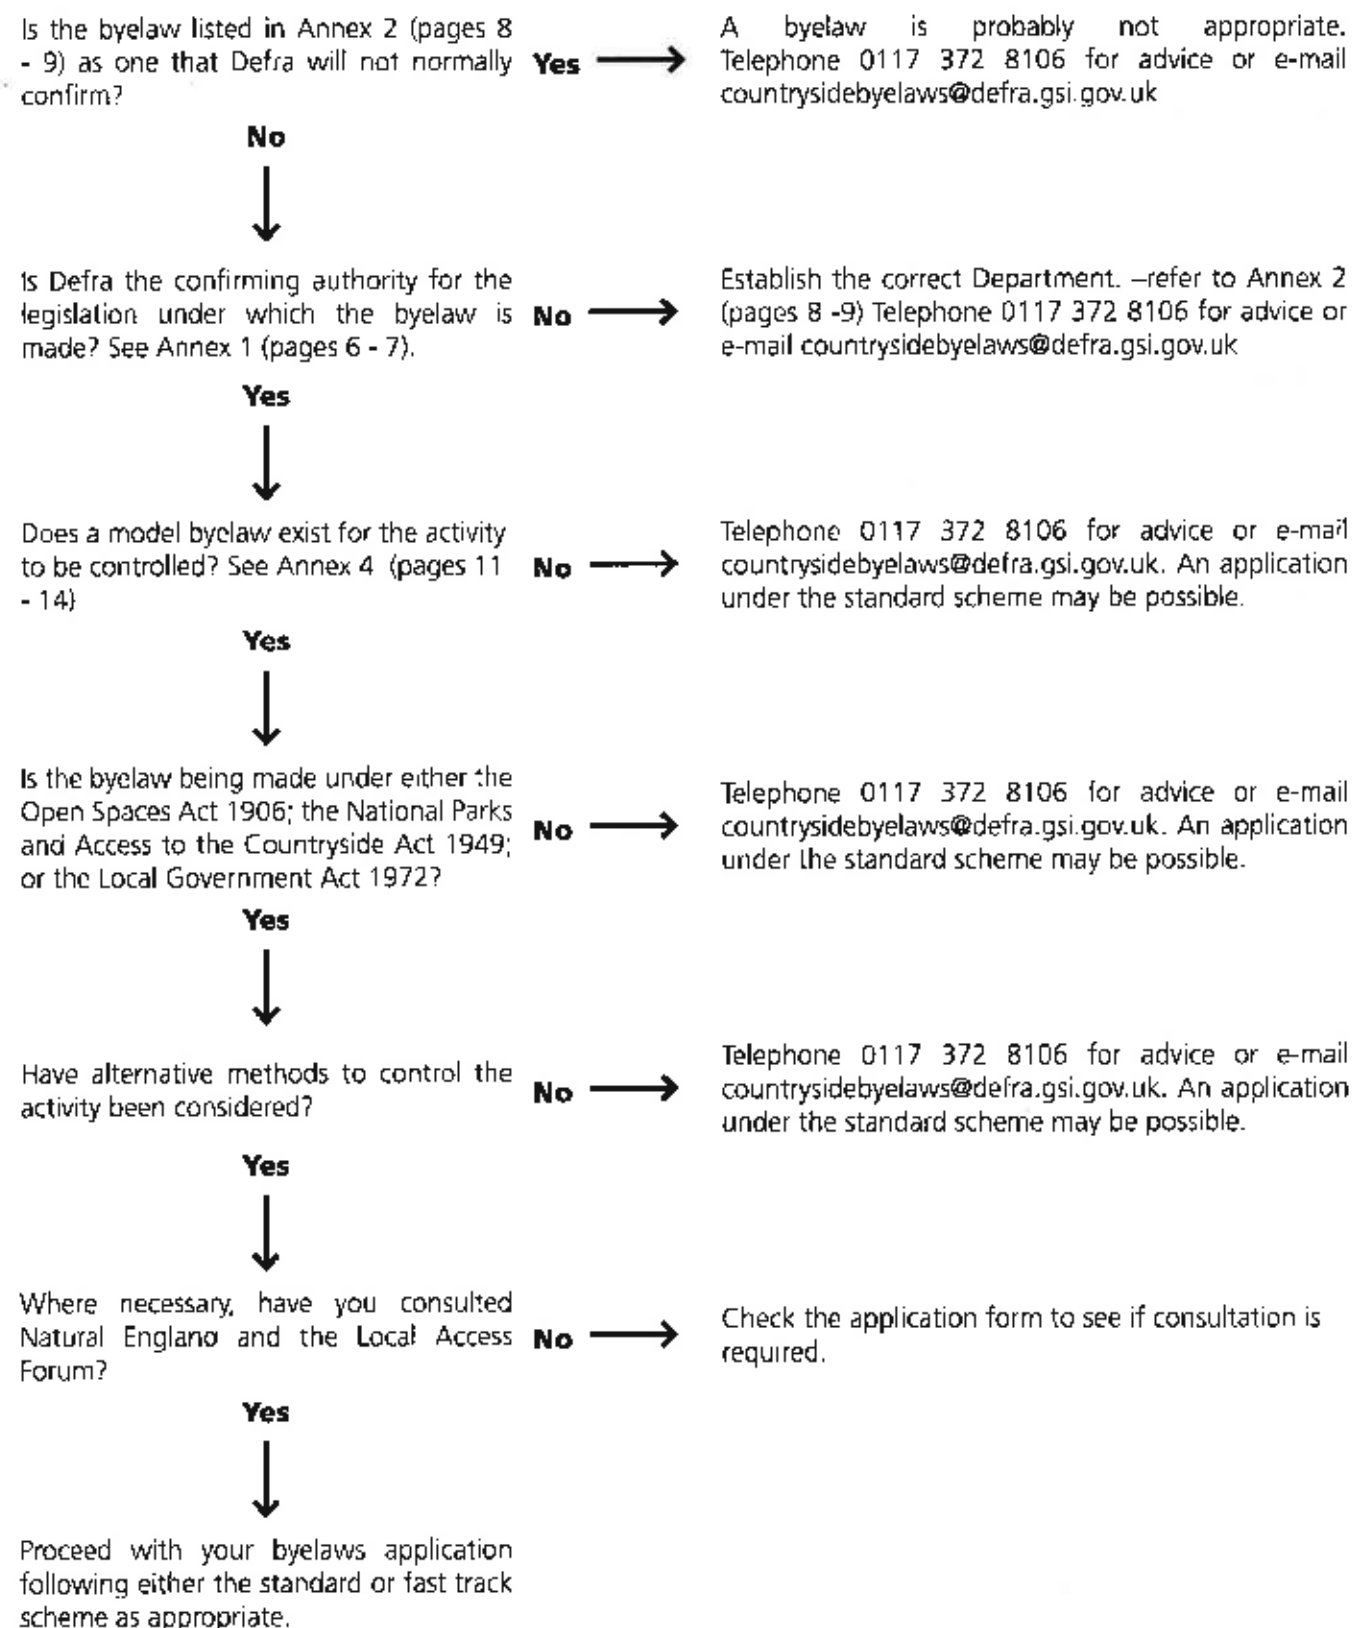 Is the byelaw listed in Annex 2 (pages 8
- 9) as one that Defra will not normally
confirm?
Yes
A byelaw is probably not appropriate.
Telephone 0117 372 8106 for advice or e-mail
countrysidebyelaws@defra.gsi.gov.uk
No
Is Defra the confirming authority for the
legislation under which the byelaw is
made? See Annex 1 (pages 6 - 7).
No
Establish the correct Department. –refer to Annex 2
(pages 8 -9) Telephone 0117 372 8106 for advice or
e-mail countrysidebyelaws@defra.gsi.gov.uk
Yes
Does a model byelaw exist for the activity
to be controlled? See Annex 4 (pages 11
- 14)
No
Telephone 0117 372 8106 for advice or e-mail
countrysidebyelaws@defra.gsi.gov.uk. An application
under the standard scheme may be possible.
Yes
Is the byelaw being made under either the
Open Spaces Act 1906; the National Parks
and Access to the Countryside Act 1949;
or the Local Government Act 1972?
No
Telephone 0117 372 8106 for advice or e-mail
countrysidebyelaws@defra.gsi.gov.uk. An application
under the standard scheme may be possible.
Yes
Have alternative methods to control the
activity been considered?
No
Telephone 0117 372 8106 for advice or e-mail
countrysidebyelaws@defra.gsi.gov.uk. An application
under the standard scheme may be possible.
Yes
Where necessary, have you consulted
Natural England and the Local Access
Forum?
No
Check the application form to see if consultation is
required.
Yes
Proceed with your byelaws application
following either the standard or fast track
scheme as appropriate.